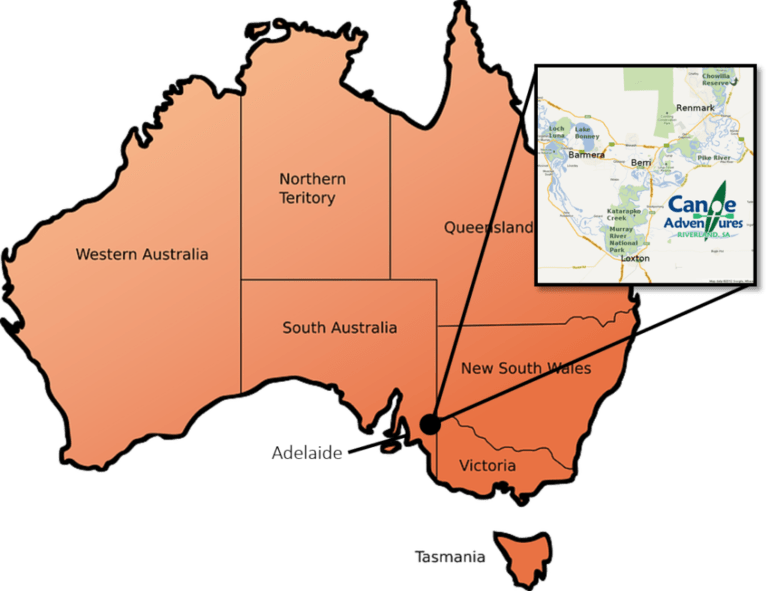 Northern
Teritory
Western Australia
Queensland
South Australia
New South Wales
Adelaide
Victoria
Tasmania
Chowilla
Reserve
Renmark
Loch
Luna
Lake
Bonney
Barmera
Berri
Pike River
Katarapko
Creek
Murray
River
National
Park
Loxton
Canoe
Adventures
RIVERLAND, SA